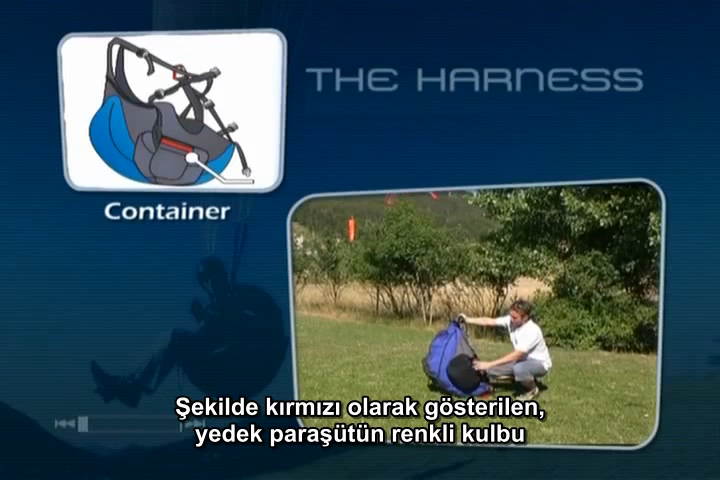 THE HARNESS
Container
Şekilde kırmızı olarak gösterilen,
yedek paraşütün renkli kulbu